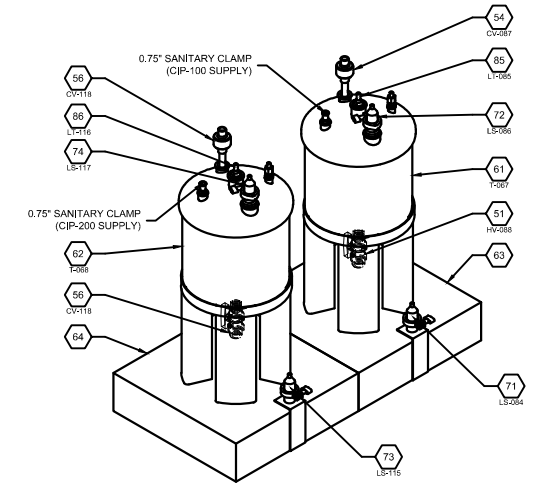 54
CV-087
0.75" SANITARY CLAMP
(CIP-100 SUPPLY)
85
LT-085
56
CV-118
86
LT-116
72
LS-086
74
LS-117
61
T-067
0.75" SANITARY CLAMP
(CIP-200 SUPPLY)
51
HV-088
62
T-068
63
56
CV-118
64
71
LS-084
73
LS-115